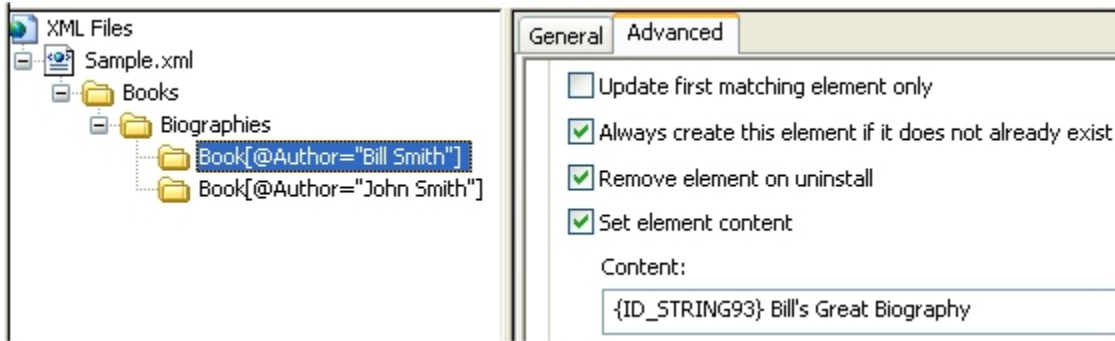 XML Files
Sample.xml
Books
Biographies
Book[@Author="Bill Smith"]
Book[@Author="John Smith"]
General
Advanced
Update first matching element only
Always create this element if it does not already exist
Remove element on uninstall
Set element content
Content:
{ID_STRING93} Bill's Great Biography